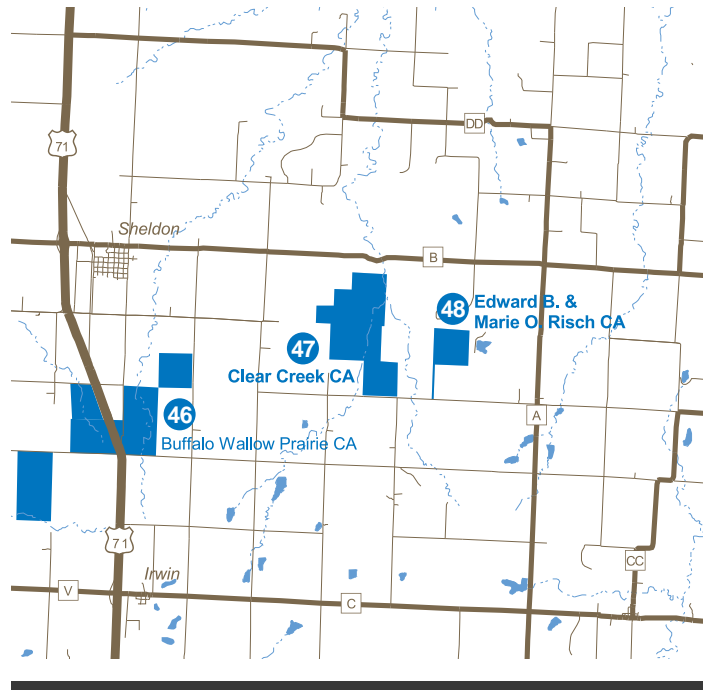 DD
71
Sheldon
B
48
Edward B. &
Marie O. Risch CA
47
Clear Creek CA
46
A
Buffalo Wallow Prairie CA
71
CC
Irwin
V
C